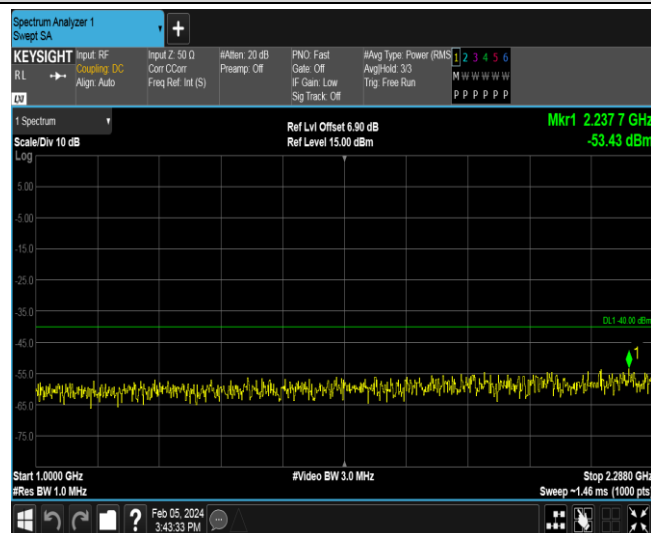 Spectrum Analyzer 1
Swept SA
+
KEYSIGHT Input: RF Input Z: 50 Ω #Atten: 20 dB PNO: Fast #Avg Type: Power (RMS 1 2 3 4 5 6
RL Coupling: DC Corr CCorr Preamp: Off Gate: Off Avg|Hold: 3/3 M W W W W W
Align: Auto Freq Ref: Int (S) IF Gain: Low Trig: Free Run
Sig Track: Off P P P P P P
LXI
1 Spectrum Ref Lvl Offset 6.90 dB Mkr1 2.237 7 GHz
Scale/Div 10 dB Ref Level 15.00 dBm -53.43 dBm
Log
5.00
-5.00
-15.0
-25.0
-35.0
DL1 -40.00 dBm
-45.0
1
-55.0
-65.0
-75.0
Start 1.0000 GHz #Video BW 3.0 MHz Stop 2.2880 GHz
#Res BW 1.0 MHz Sweep ~1.46 ms (1000 pts)
? Feb 05, 2024
3:43:33 PM